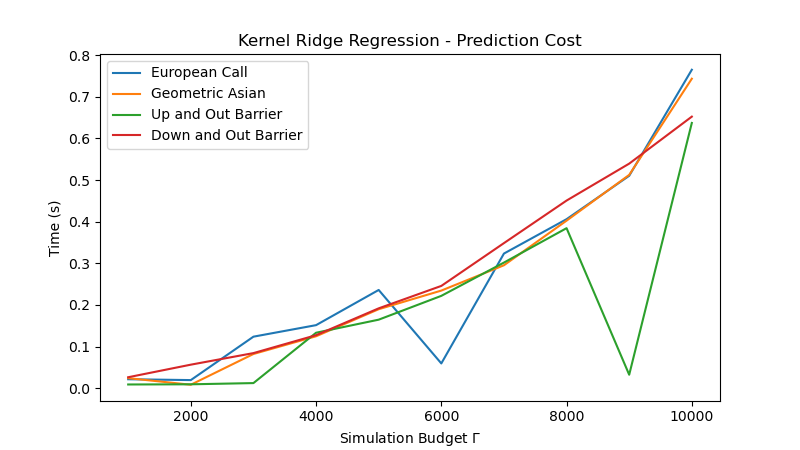 Kernel Ridge Regression - Prediction Cost
European Call
Geometric Asian
Up and Out Barrier
Down and Out Barrier
Time (s)
0.8
0.7
0.6
0.5
0.4
0.3
0.2
0.1
0.0
2000
4000
6000
8000
10000
Simulation Budget Γ